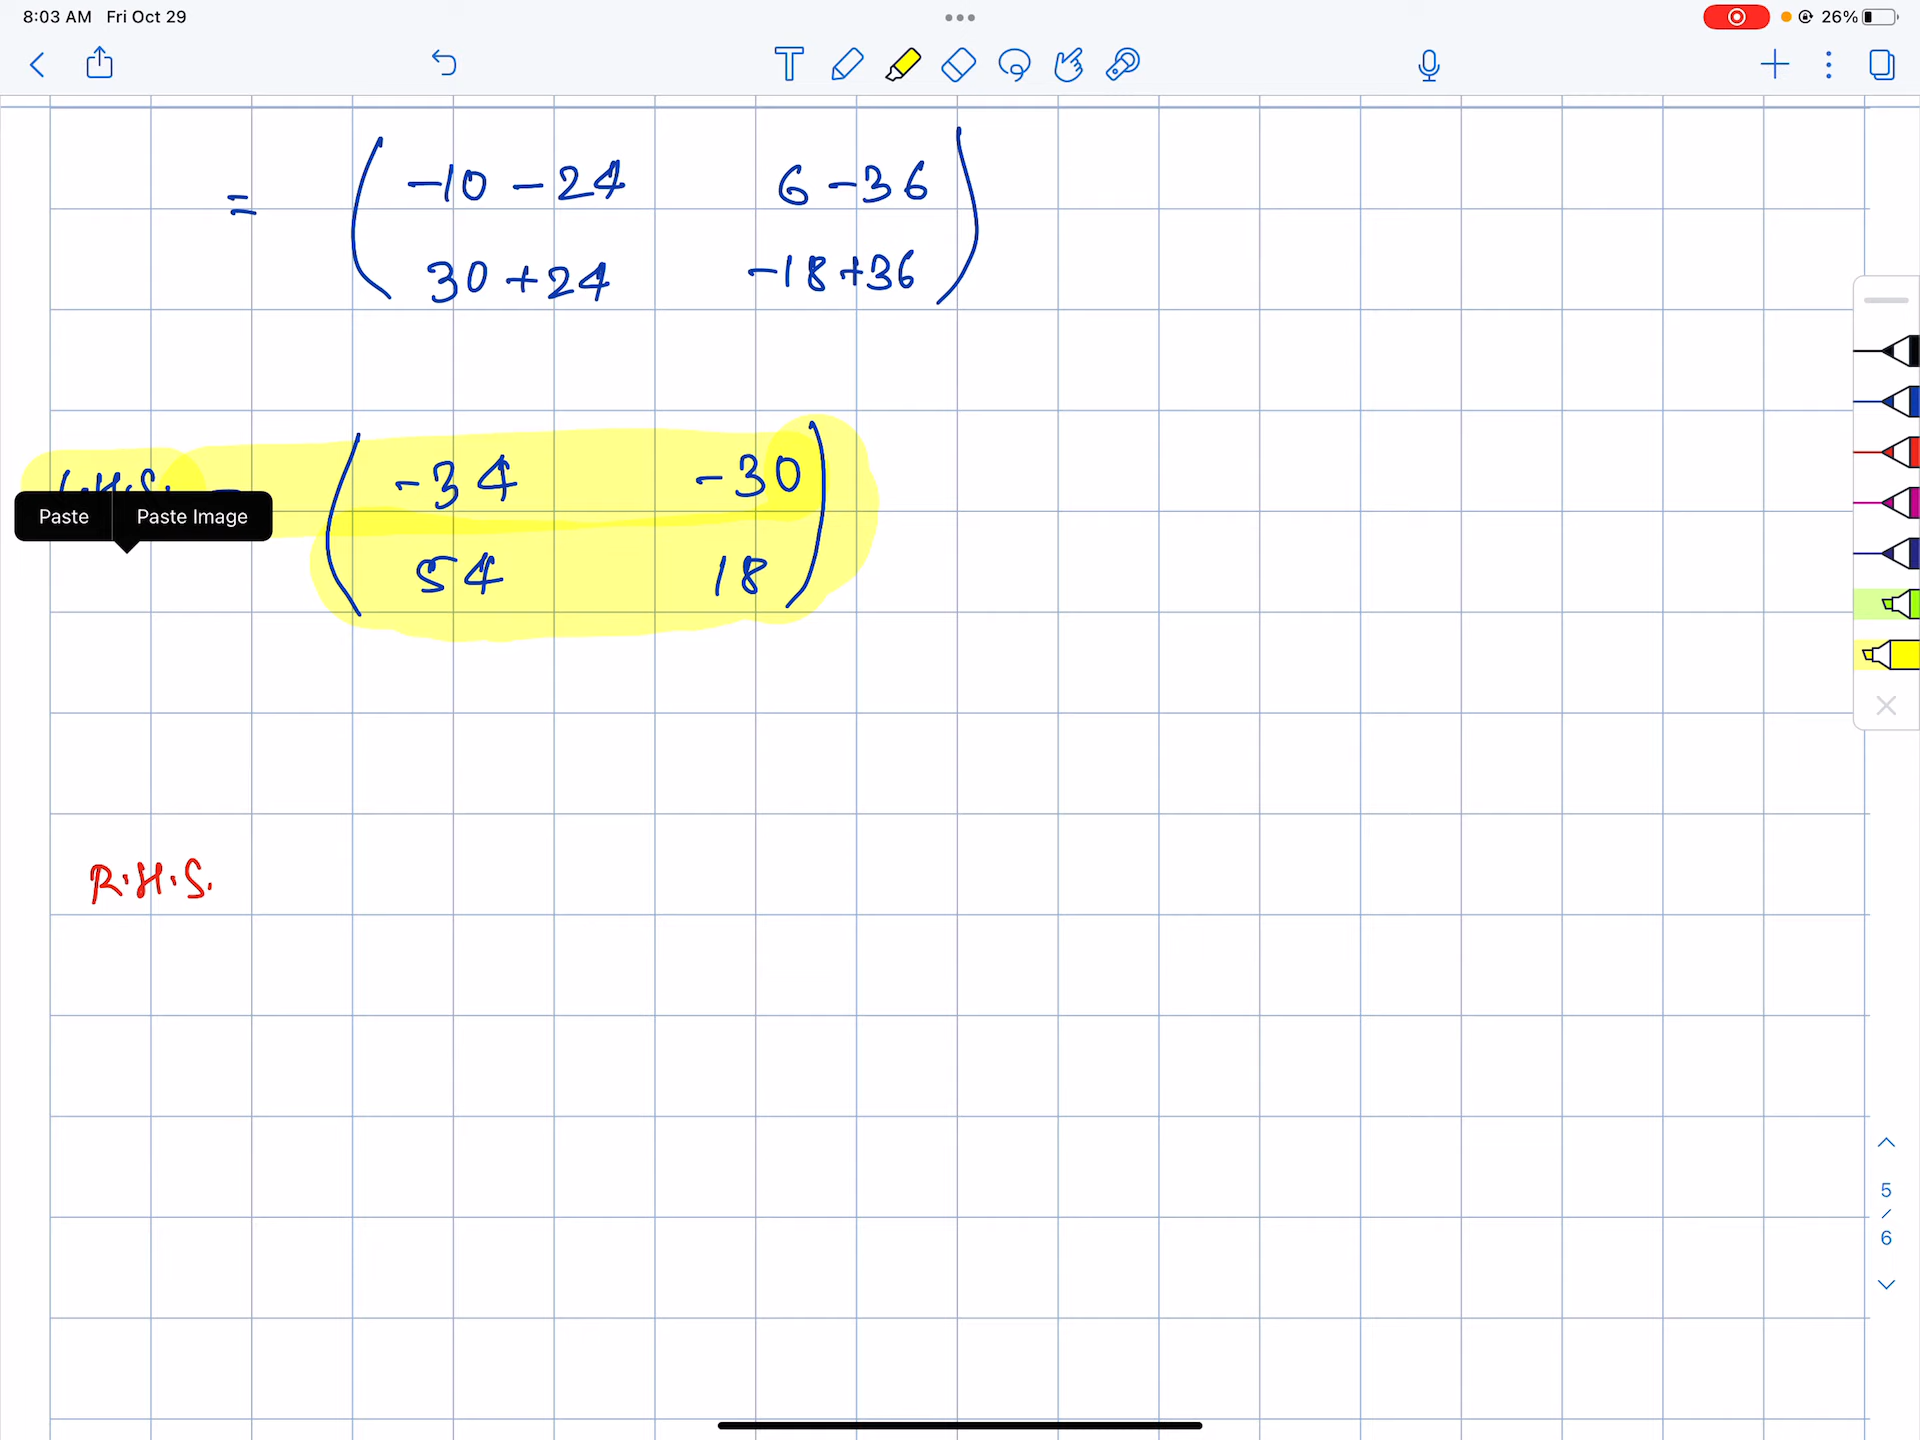 8:03 AM Fri Oct 29
26%
= ( -10 - 24 6 - 36
30 + 24 -18 + 36 )
L.H.S. = ( -34 -30
54 18 )
Paste Paste Image
R.H.S.
5
/
6